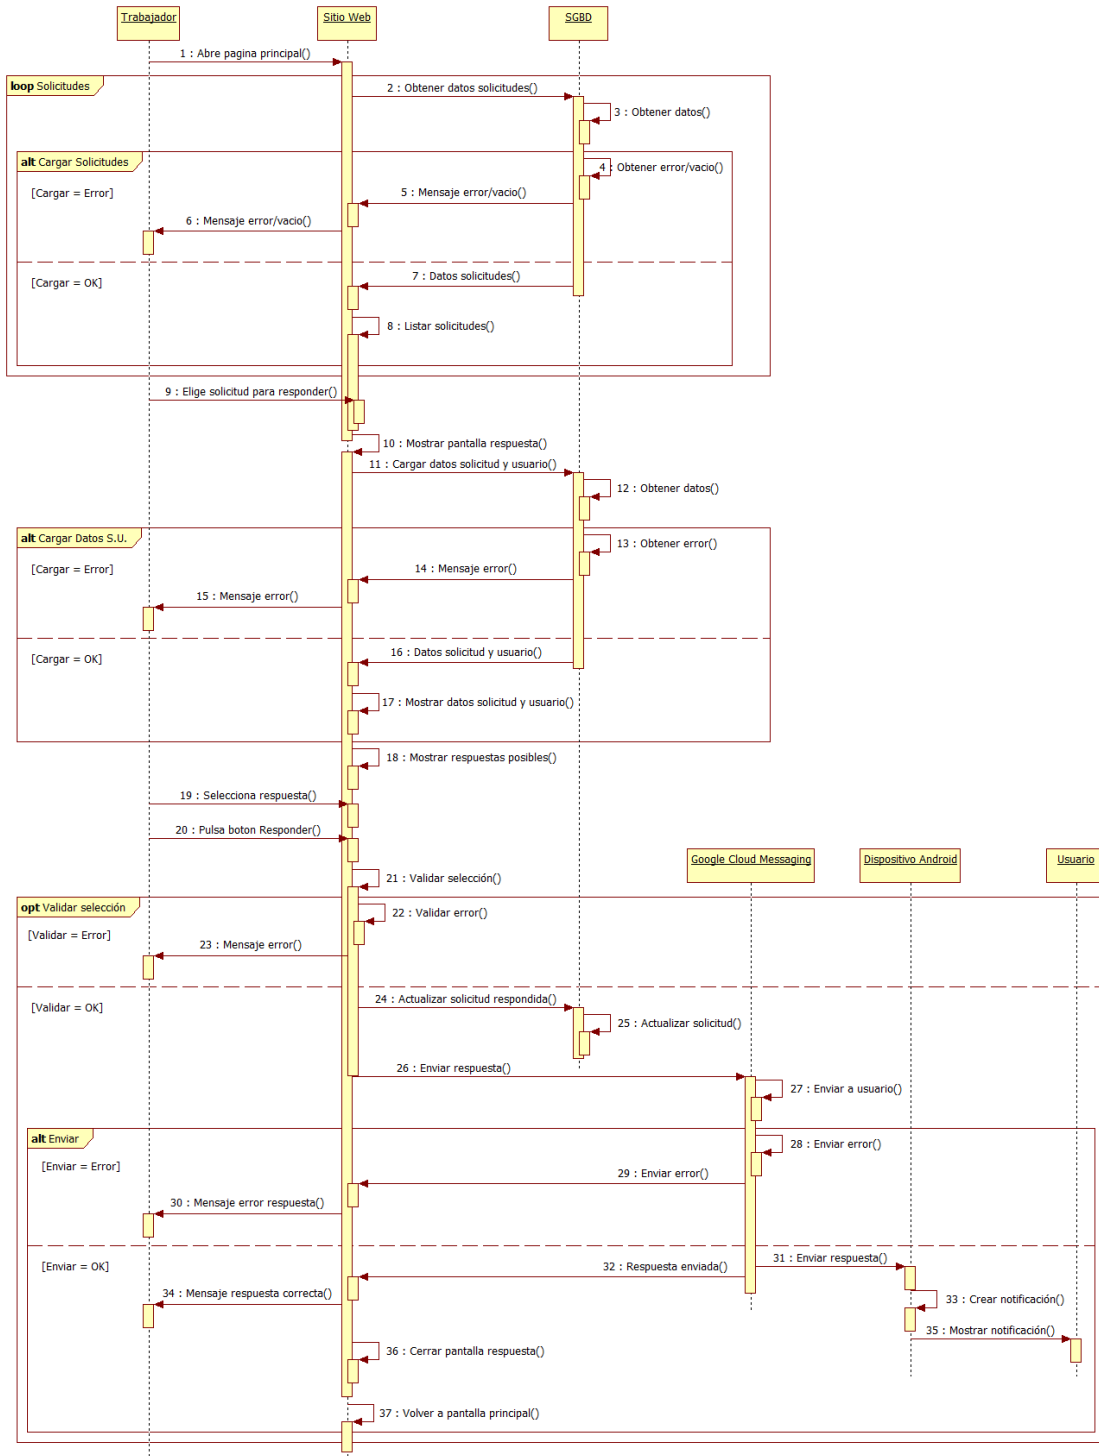 Trabajador
Sitio Web
SGBD
1 : Abre pagina principal()
loop Solicitudes
2 : Obtener datos solicitudes()
3 : Obtener datos()
alt Cargar Solicitudes
4 : Obtener error/vacio()
[Cargar = Error]
5 : Mensaje error/vacio()
6 : Mensaje error/vacio()
[Cargar = OK]
7 : Datos solicitudes()
8 : Listar solicitudes()
9 : Elige solicitud para responder()
10 : Mostrar pantalla respuesta()
11 : Cargar datos solicitud y usuario()
12 : Obtener datos()
alt Cargar Datos S.U.
13 : Obtener error()
[Cargar = Error]
14 : Mensaje error()
15 : Mensaje error()
[Cargar = OK]
16 : Datos solicitud y usuario()
17 : Mostrar datos solicitud y usuario()
18 : Mostrar respuestas posibles()
19 : Selecciona respuesta()
20 : Pulsa boton Responder()
Google Cloud Messaging
Dispositivo Android
Usuario
21 : Validar selección()
opt Validar selección
22 : Validar error()
[Validar = Error]
23 : Mensaje error()
[Validar = OK]
24 : Actualizar solicitud respondida()
25 : Actualizar solicitud()
26 : Enviar respuesta()
27 : Enviar a usuario()
alt Enviar
28 : Enviar error()
[Enviar = Error]
29 : Enviar error()
30 : Mensaje error respuesta()
[Enviar = OK]
31 : Enviar respuesta()
32 : Respuesta enviada()
34 : Mensaje respuesta correcta()
33 : Crear notificación()
35 : Mostrar notificación()
36 : Cerrar pantalla respuesta()
37 : Volver a pantalla principal()